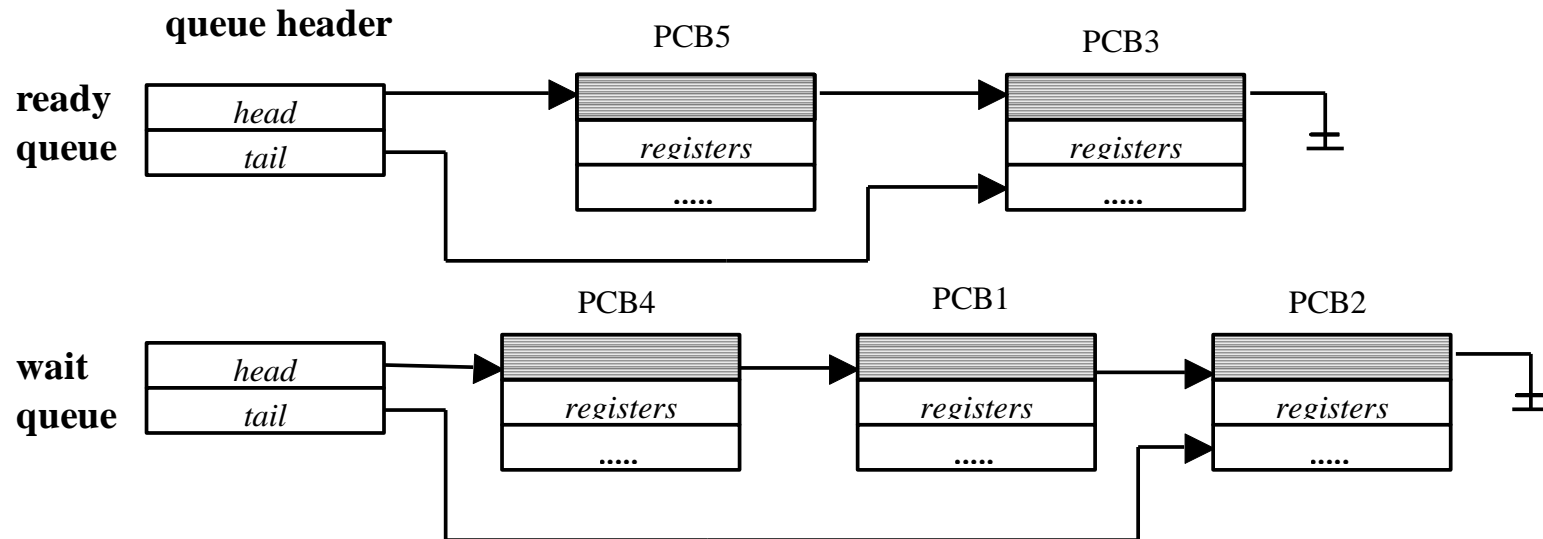 queue header
PCB5
PCB3
ready
queue
head
tail
registers
.....
registers
.....
PCB4
PCB1
PCB2
wait
queue
head
tail
registers
.....
registers
.....
registers
.....